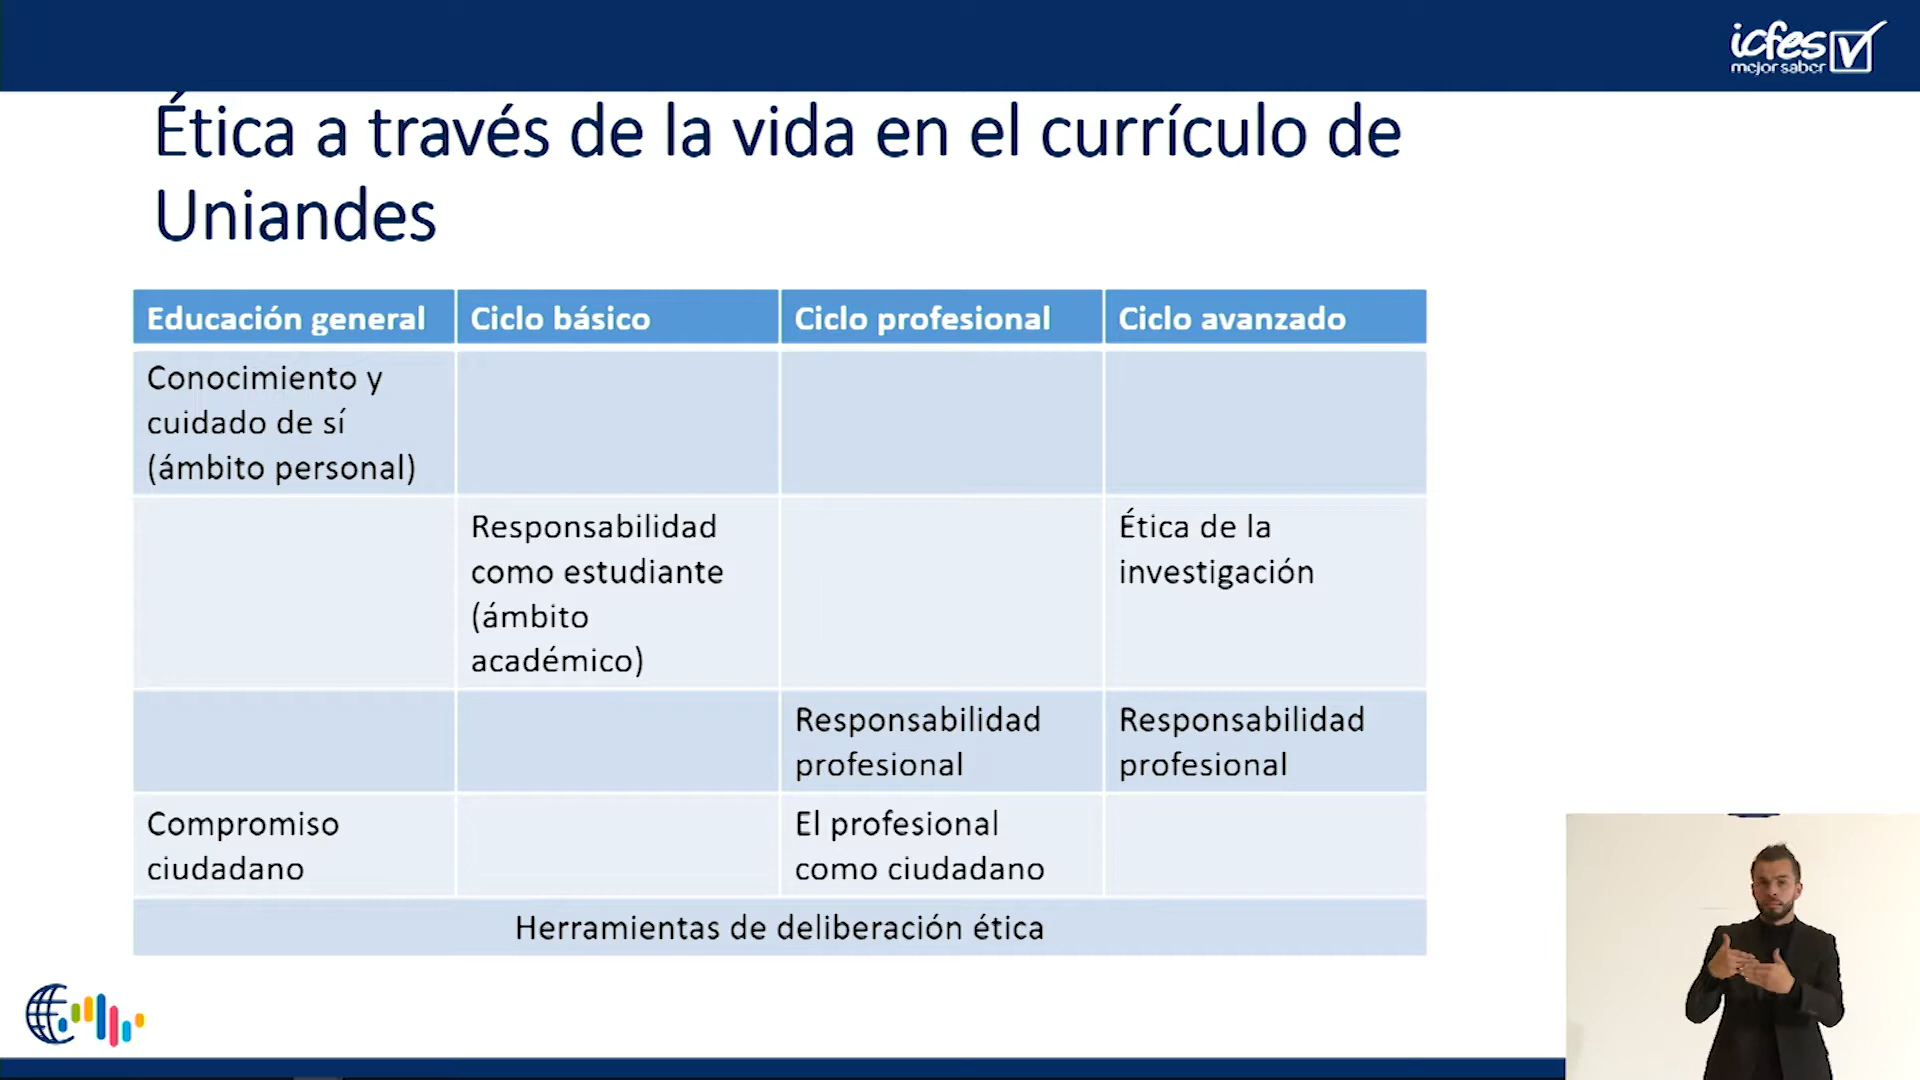 icfes
mejor saber
Ética a través de la vida en el currículo de
Uniandes
Educación general
Ciclo básico
Ciclo profesional
Ciclo avanzado
Conocimiento y
cuidado de sí
(ámbito personal)
Responsabilidad
como estudiante
(ámbito
académico)
Ética de la
investigación
Responsabilidad
profesional
Responsabilidad
profesional
Compromiso
ciudadano
El profesional
como ciudadano
Herramientas de deliberación ética